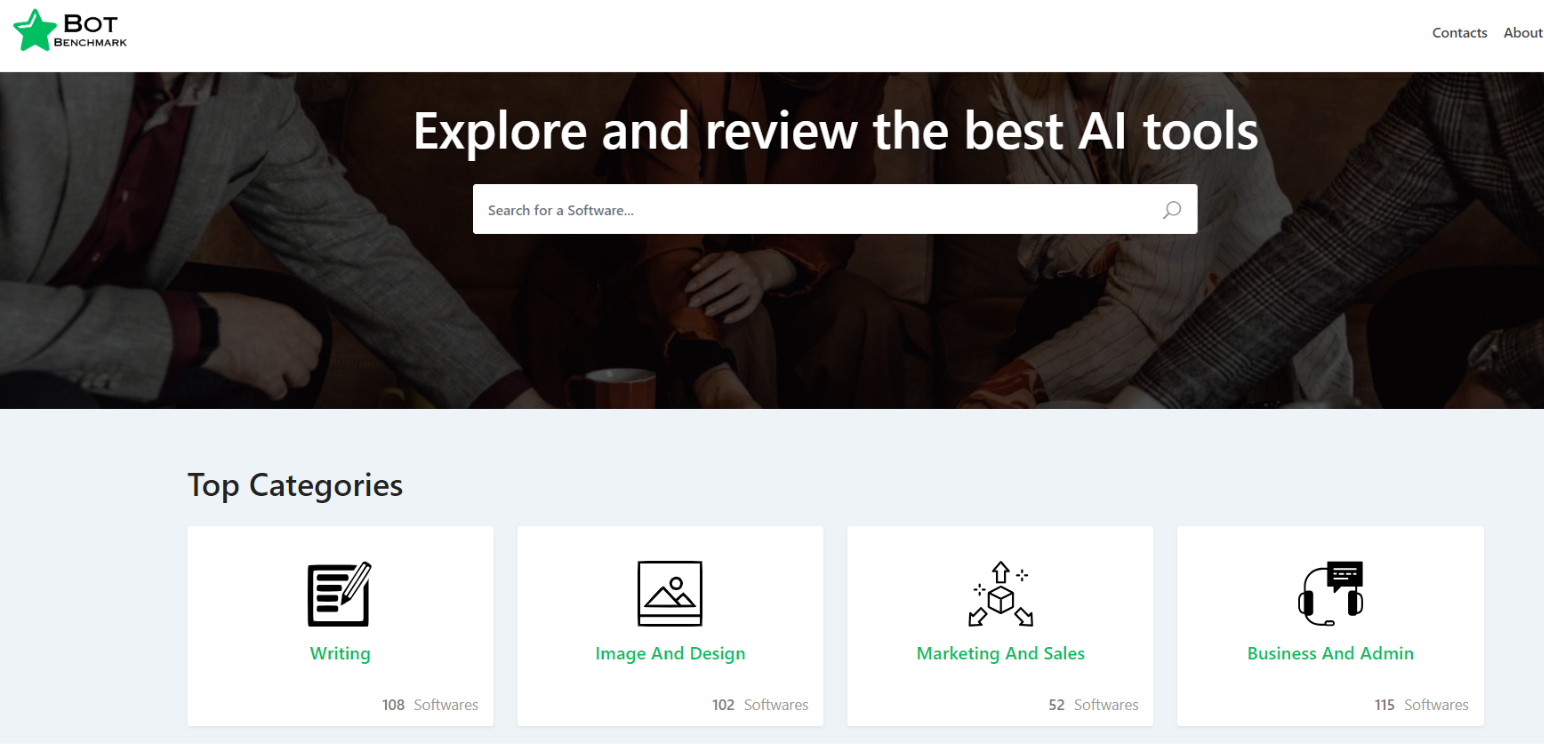 Bot
Benchmark
Contacts About
Explore and review the best AI tools
Search for a Software...
Top Categories
Writing
108 Softwares
Image And Design
102 Softwares
Marketing And Sales
52 Softwares
Business And Admin
115 Softwares